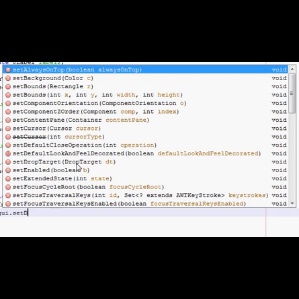 setAlwaysOnTop(boolean alwaysOnTop) void
setBackground(Color c) void
setBounds(Rectangle r) void
setBounds(int x, int y, int width, int height) void
setComponentOrientation(ComponentOrientation o) void
setComponentZOrder(Component comp, int index) void
setContentPane(Container contentPane) void
setCursor(Cursor cursor) void
setCursor(int cursorType) void
setDefaultCloseOperation(int operation) void
setDefaultLookAndFeelDecorated(boolean defaultLookAndFeelDecorated) void
setDropTarget(DropTarget dt) void
setEnabled(boolean b) void
setExtendedState(int state) void
setFocusCycleRoot(boolean focusCycleRoot) void
setFocusTraversalKeys(int id, Set<? extends AWTKeyStroke> keystrokes) void
setFocusTraversalKeysEnabled(boolean focusTraversalKeysEnabled) void
gui.setD